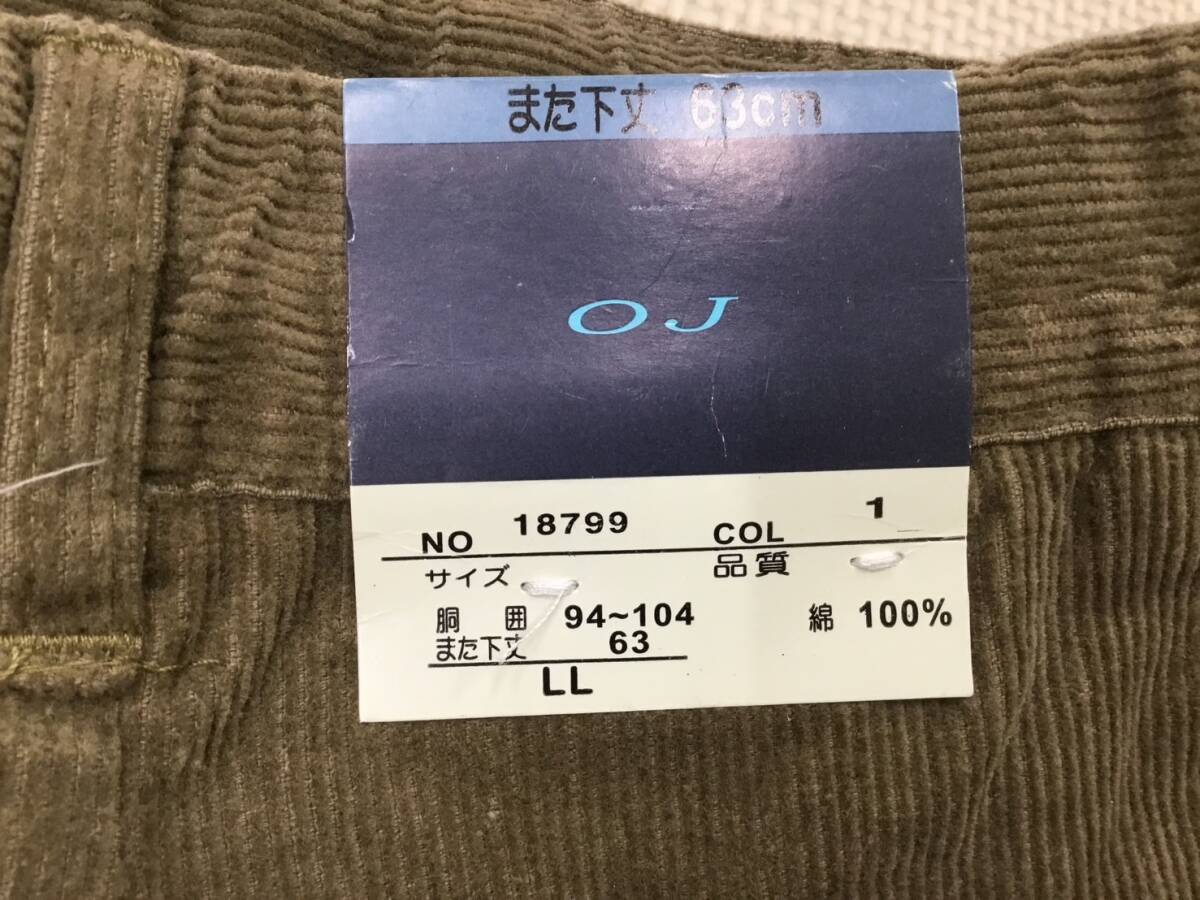 また下丈 63cm
OJ
NO 18799 COL 1
サイズ 品質
胴 囲 94~104 綿 100%
また下丈 63
LL